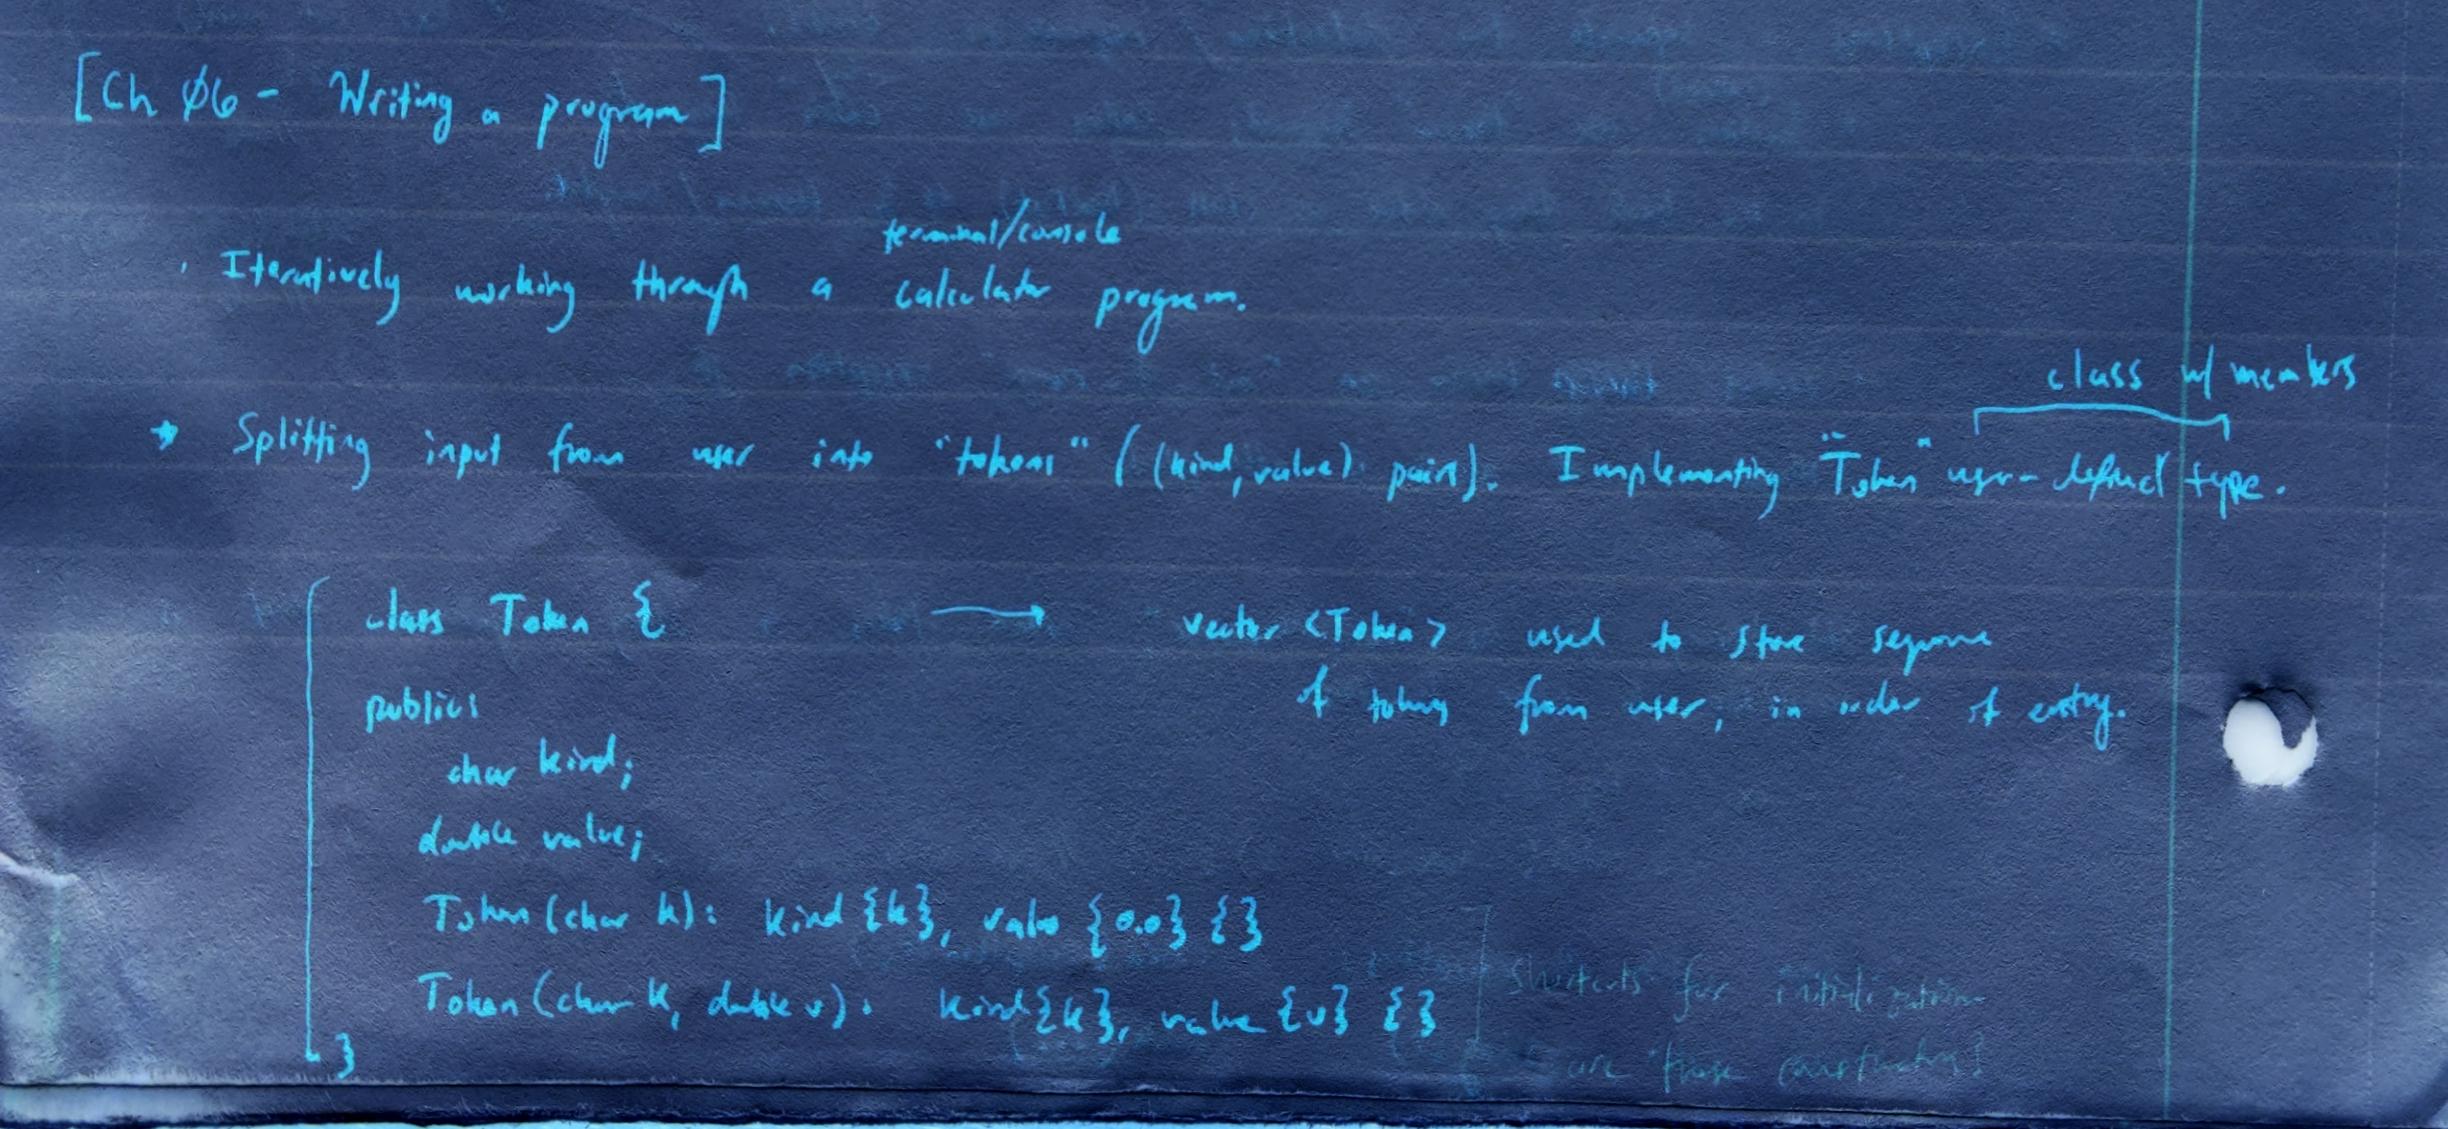 [Ch 06 - Writing a program]
terminal/console
. Iteratively working through a calculator program.
class w/ members
* Splitting input from user into "tokens" ((kind, value) pairs). Implementing "Token" user-defined type.
class Token { → vector <Token> used to store sequence
public: of tokens from user, in order of entry.
char kind;
double value;
Token(char k): kind {k}, value {0.0} {}
Token(char k, double v): kind{k}, value {v} {}
shortcuts for initialization
are these constructors?
}